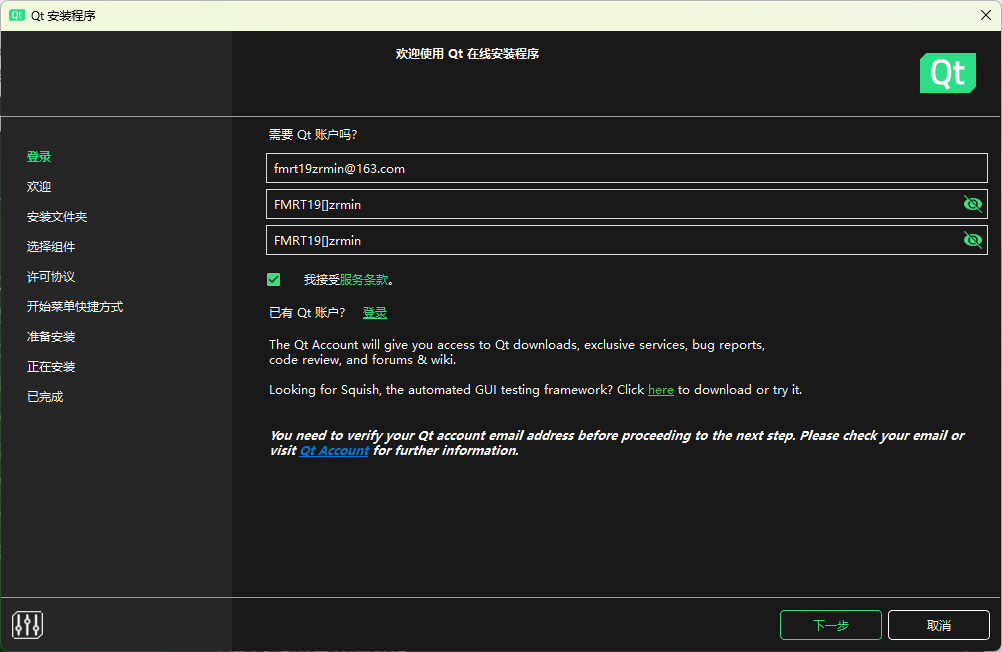 Qt Qt 安装程序
欢迎使用 Qt 在线安装程序
Qt
登录
欢迎
安装文件夹
选择组件
许可协议
开始菜单快捷方式
准备安装
正在安装
已完成
需要 Qt 账户吗?
fmrt19zrmin@163.com
FMRT19[]zrmin
FMRT19[]zrmin
我接受服务条款。
已有 Qt 账户? 登录
The Qt Account will give you access to Qt downloads, exclusive services, bug reports,
code review, and forums & wiki.
Looking for Squish, the automated GUI testing framework? Click here to download or try it.
You need to verify your Qt account email address before proceeding to the next step. Please check your email or
visit Qt Account for further information.
下一步
取消